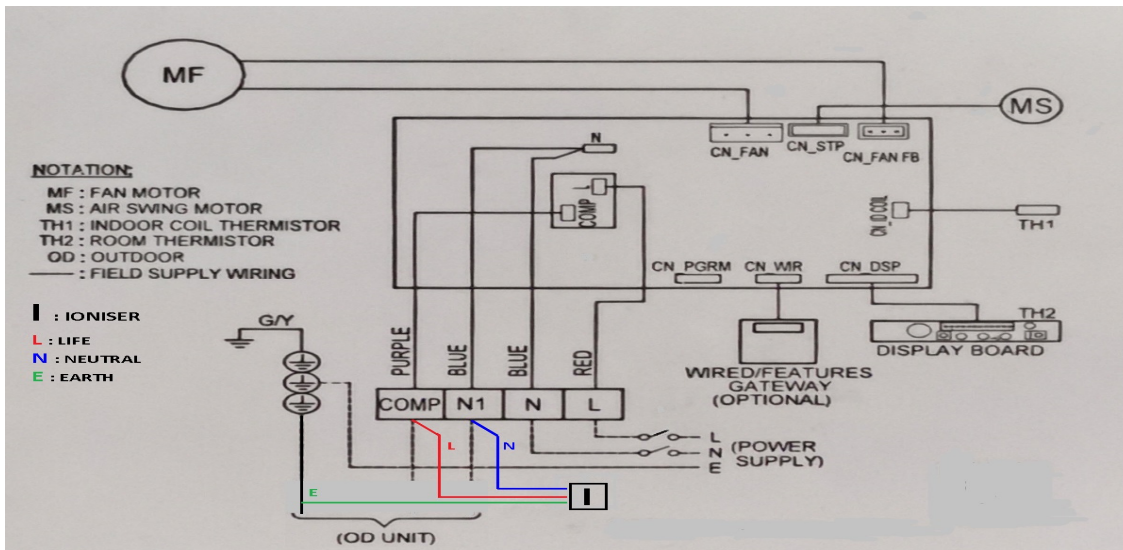 MF
MS
CN_FAN
CN_STP
CN_FAN FB
N
COMP
CN_ID COIL
TH1
NOTATION:
MF : FAN MOTOR
MS : AIR SWING MOTOR
TH1 : INDOOR COIL THERMISTOR
TH2 : ROOM THERMISTOR
OD : OUTDOOR
: FIELD SUPPLY WIRING
I : IONISER
L : LIFE
N : NEUTRAL
E : EARTH
CN_PGRM
CN_WIR
CN_DSP
G/Y
PURPLE
BLUE
BLUE
RED
TH2
DISPLAY BOARD
WIRED/FEATURES
GATEWAY
(OPTIONAL)
COMP N1 N L
L
N
L
N (POWER
E SUPPLY)
E
I
(OD UNIT)